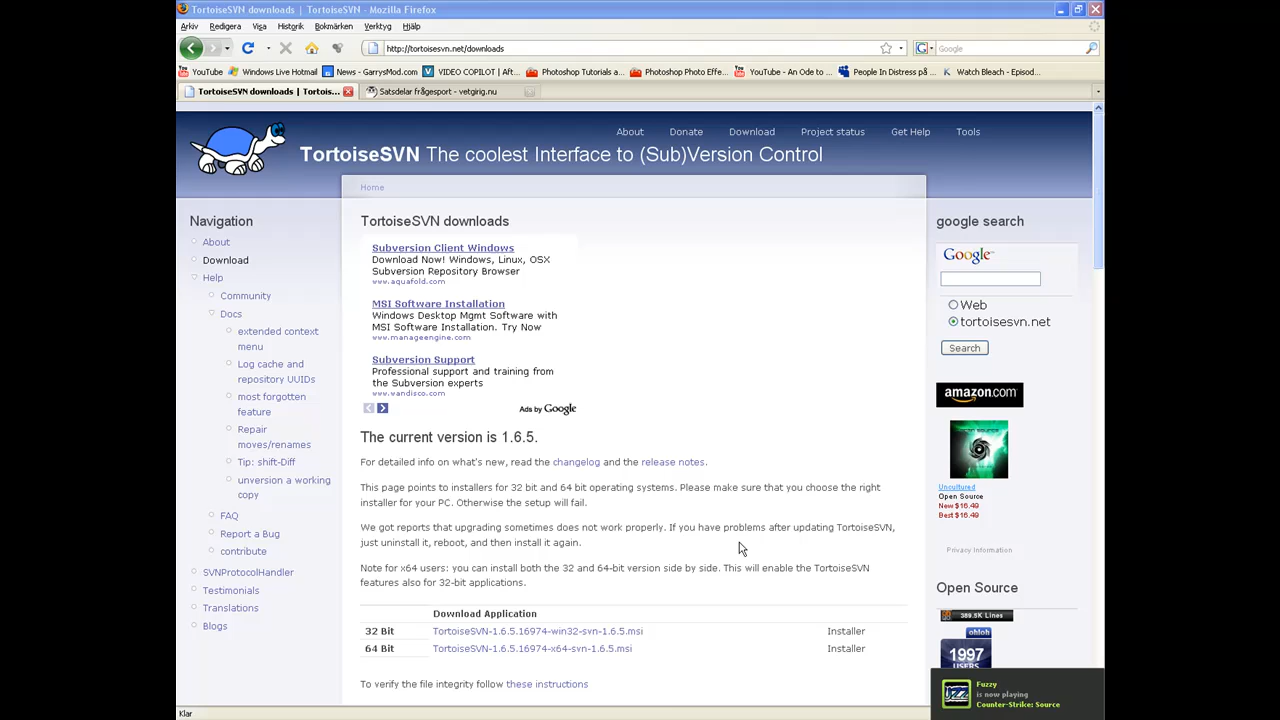 TortoiseSVN downloads | TortoiseSVN - Mozilla Firefox
Arkiv Redigera Visa Historik Bokmärken Verktyg Hjälp
http://tortoisesvn.net/downloads
Google
YouTube Windows Live Hotmail News - GarrysMod.com VIDEO COPILOT | Aft... Photoshop Tutorials a... Photoshop Photo Effe... YouTube - An Ode to ... People In Distress på ... Watch Bleach - Episod...
TortoiseSVN downloads | Tortois... Satsdelar frågesport - vetgirig.nu
About Donate Download Project status Get Help Tools
TortoiseSVN The coolest Interface to (Sub)Version Control
Home
Navigation
About
Download
Help
Community
Docs
extended context
menu
Log cache and
repository UUIDs
most forgotten
feature
Repair
moves/renames
Tip: shift-Diff
unversion a working
copy
FAQ
Report a Bug
contribute
SVNProtocolHandler
Testimonials
Translations
Blogs
TortoiseSVN downloads
Subversion Client Windows
Download Now! Windows, Linux, OSX
Subversion Repository Browser
www.aquafold.com
MSI Software Installation
Windows Desktop Mgmt Software with
MSI Software Installation. Try Now
www.manageengine.com
Subversion Support
Professional support and training from
the Subversion experts
www.wandisco.com
Ads by Google
The current version is 1.6.5.
For detailed info on what's new, read the changelog and the release notes.
This page points to installers for 32 bit and 64 bit operating systems. Please make sure that you choose the right
installer for your PC. Otherwise the setup will fail.
We got reports that upgrading sometimes does not work properly. If you have problems after updating TortoiseSVN,
just uninstall it, reboot, and then install it again.
Note for x64 users: you can install both the 32 and 64-bit version side by side. This will enable the TortoiseSVN
features also for 32-bit applications.
Download Application
32 Bit TortoiseSVN-1.6.5.16974-win32-svn-1.6.5.msi Installer
64 Bit TortoiseSVN-1.6.5.16974-x64-svn-1.6.5.msi Installer
To verify the file integrity follow these instructions
google search
Google
Web
tortoisesvn.net
Search
amazon.com
Uncultured
Open Source
New $16.49
Best $16.49
Privacy Information
Open Source
389.5K Lines
ohloh
1997
USERS
Fuzzy
is now playing
Counter-Strike: Source
Klar